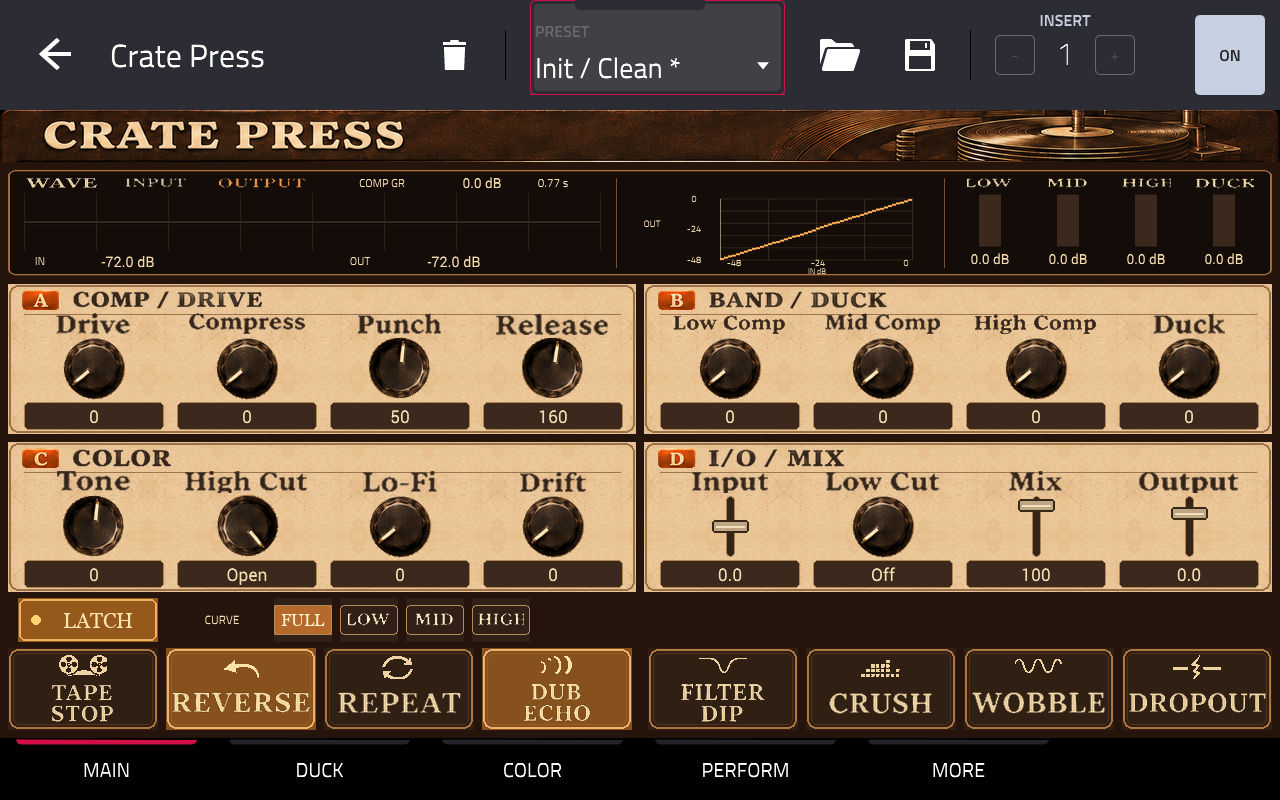 Crate Press
PRESET
Init / Clean *
INSERT
- 1 +
ON
CRATE PRESS
WAVE INPUT OUTPUT COMP GR 0.0 dB 0.77 s
IN -72.0 dB OUT -72.0 dB
OUT
0
-24
-48
-48 -24 0
IN dB
LOW MID HIGH DUCK
0.0 dB 0.0 dB 0.0 dB 0.0 dB
A COMP / DRIVE
Drive Compress Punch Release
0 0 50 160
B BAND / DUCK
Low Comp Mid Comp High Comp Duck
0 0 0 0
C COLOR
Tone High Cut Lo-Fi Drift
0 Open 0 0
D I/O / MIX
Input Low Cut Mix Output
0.0 Off 100 0.0
LATCH CURVE FULL LOW MID HIGH
TAPE STOP
REVERSE
REPEAT
DUB ECHO
FILTER DIP
CRUSH
WOBBLE
DROPOUT
MAIN DUCK COLOR PERFORM MORE